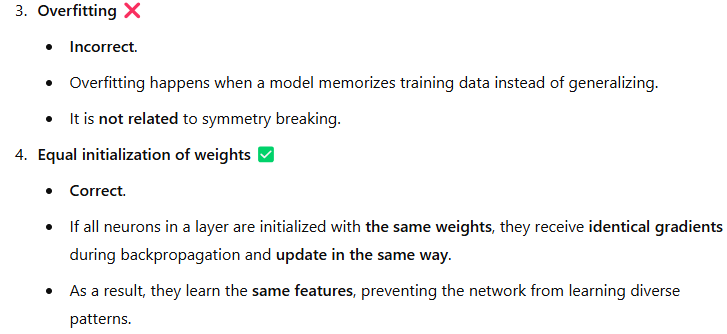 3. Overfitting ❌
• Incorrect.
• Overfitting happens when a model memorizes training data instead of generalizing.
• It is not related to symmetry breaking.
4. Equal initialization of weights ✅
• Correct.
• If all neurons in a layer are initialized with the same weights, they receive identical gradients
during backpropagation and update in the same way.
• As a result, they learn the same features, preventing the network from learning diverse
patterns.